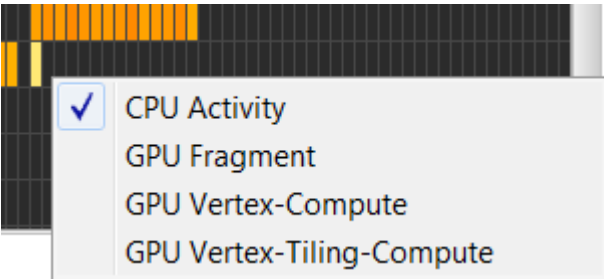 CPU Activity
GPU Fragment
GPU Vertex-Compute
GPU Vertex-Tiling-Compute